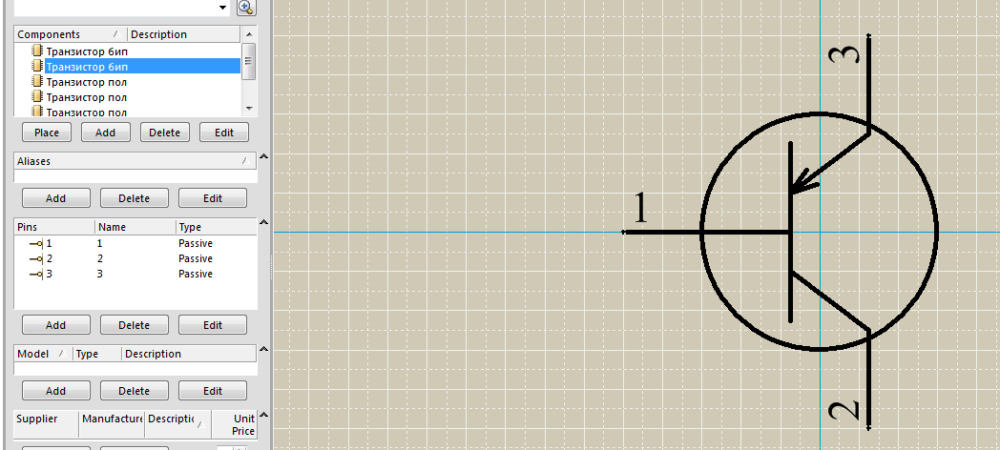 Components / Description
Транзистор бип
Транзистор бип
Транзистор пол
Транзистор пол
Транзистор пол
Place Add Delete Edit
Aliases /
Add Delete Edit
Pins Name Type
1 1 Passive
2 2 Passive
3 3 Passive
Add Delete Edit
Model / Type Description
Add Delete Edit
Supplier Manufacture Descriptic / Unit Price
3
1
2